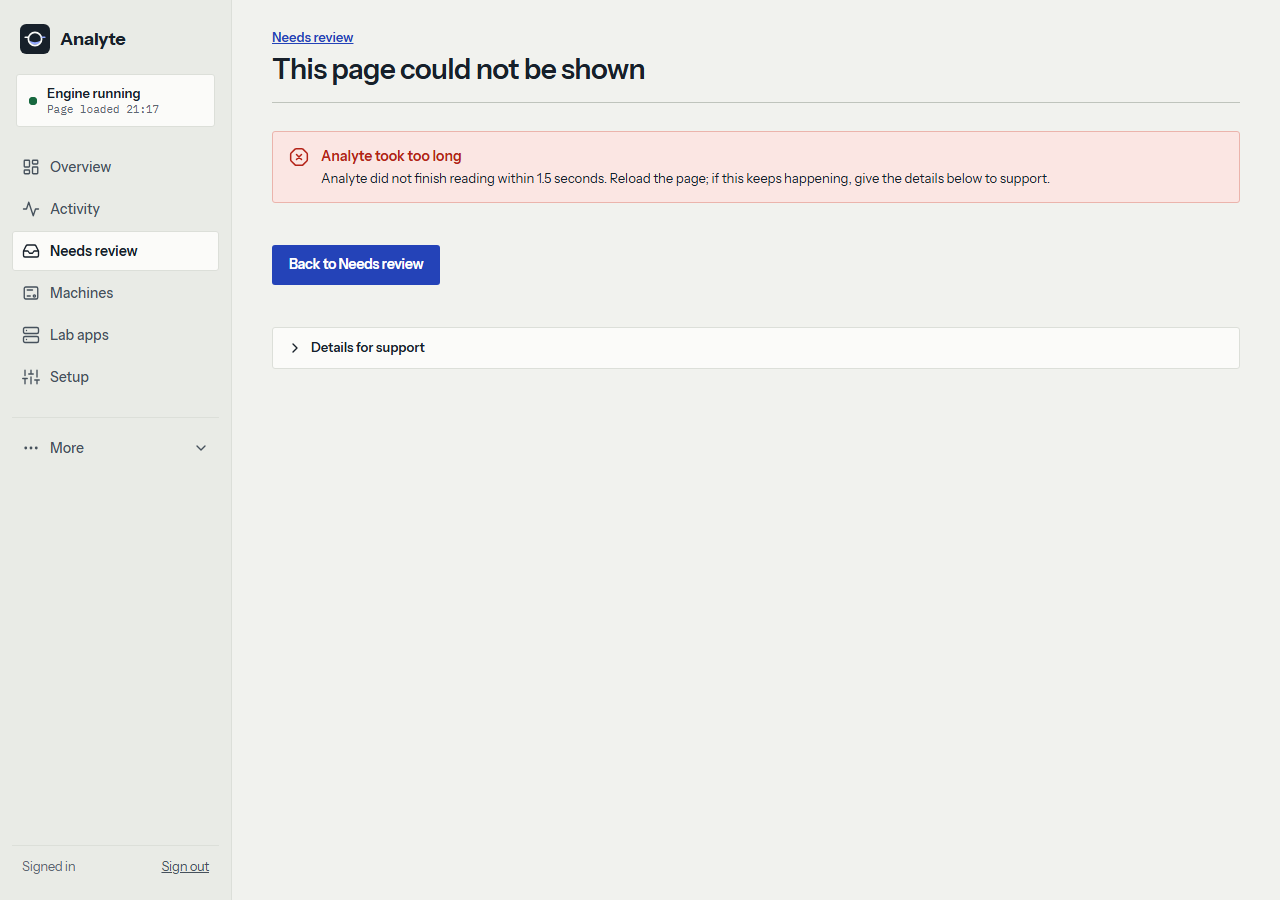 Analyte
Engine running
Page loaded 21:17
Overview
Activity
Needs review
Machines
Lab apps
Setup
More
Signed in
Sign out
Needs review
This page could not be shown
Analyte took too long
Analyte did not finish reading within 1.5 seconds. Reload the page; if this keeps happening, give the details below to support.
Back to Needs review
Details for support